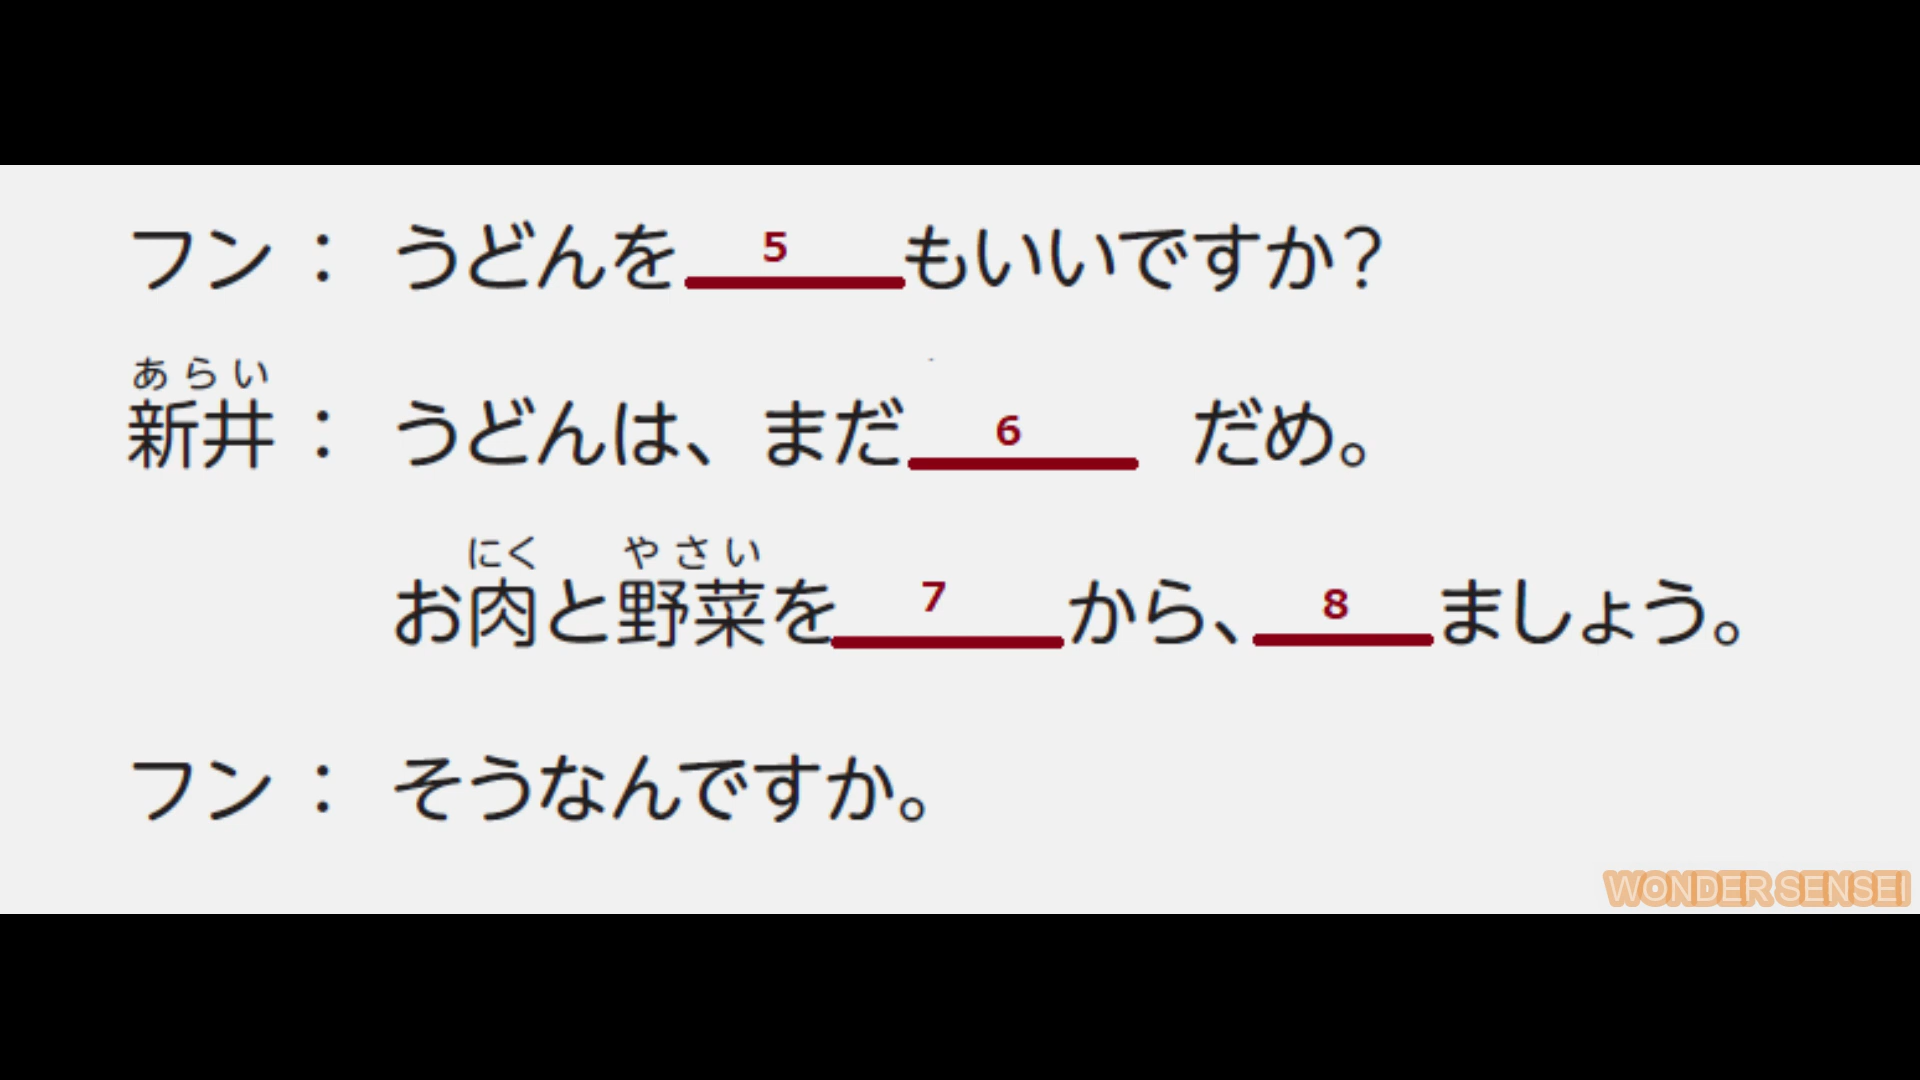 フン ： うどんを 5 もいいですか？
あらい
新井 ： うどんは、まだ 6 だめ。
にく やさい
お肉と野菜を 7 から、 8 ましょう。
フン ： そうなんですか。
WONDER SENSEI